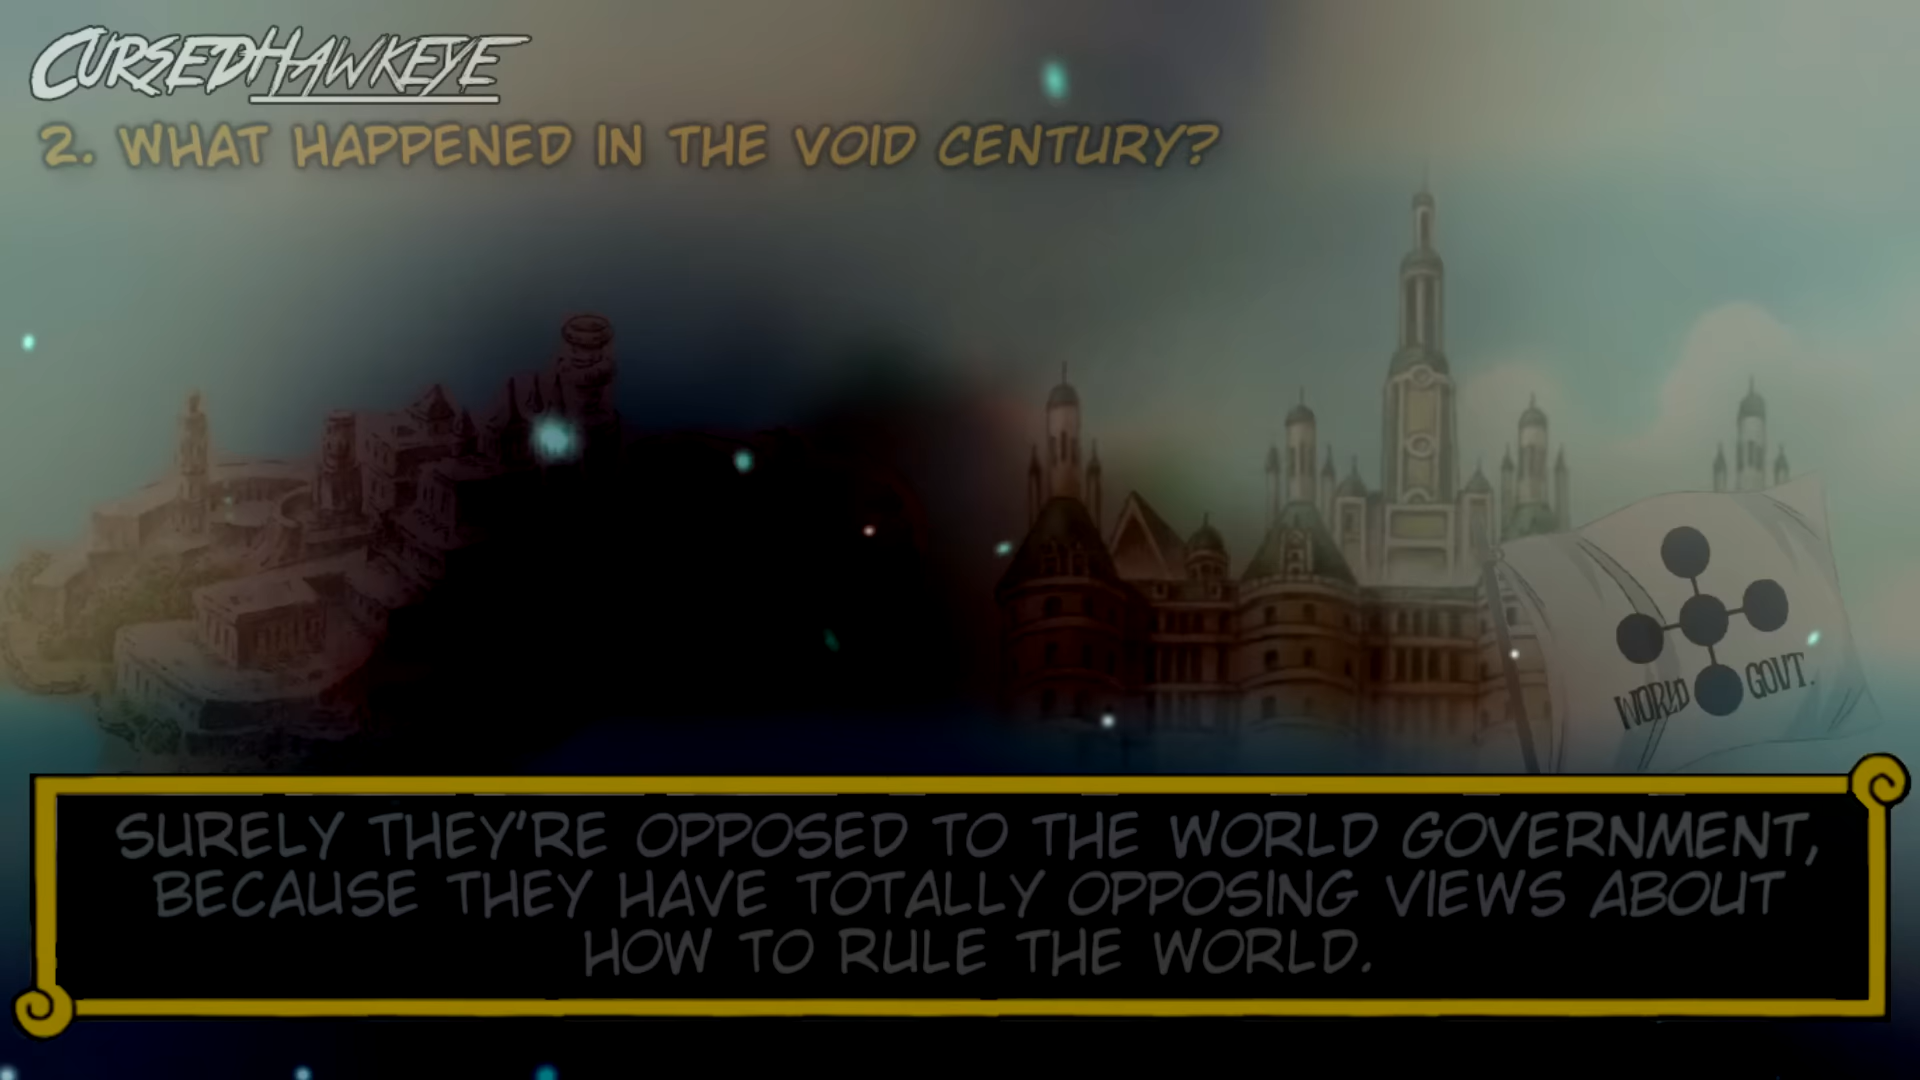 CURSEDHAWKEYE
2. WHAT HAPPENED IN THE VOID CENTURY?
WORLD GOVT.
SURELY THEY'RE OPPOSED TO THE WORLD GOVERNMENT,
BECAUSE THEY HAVE TOTALLY OPPOSING VIEWS ABOUT
HOW TO RULE THE WORLD.